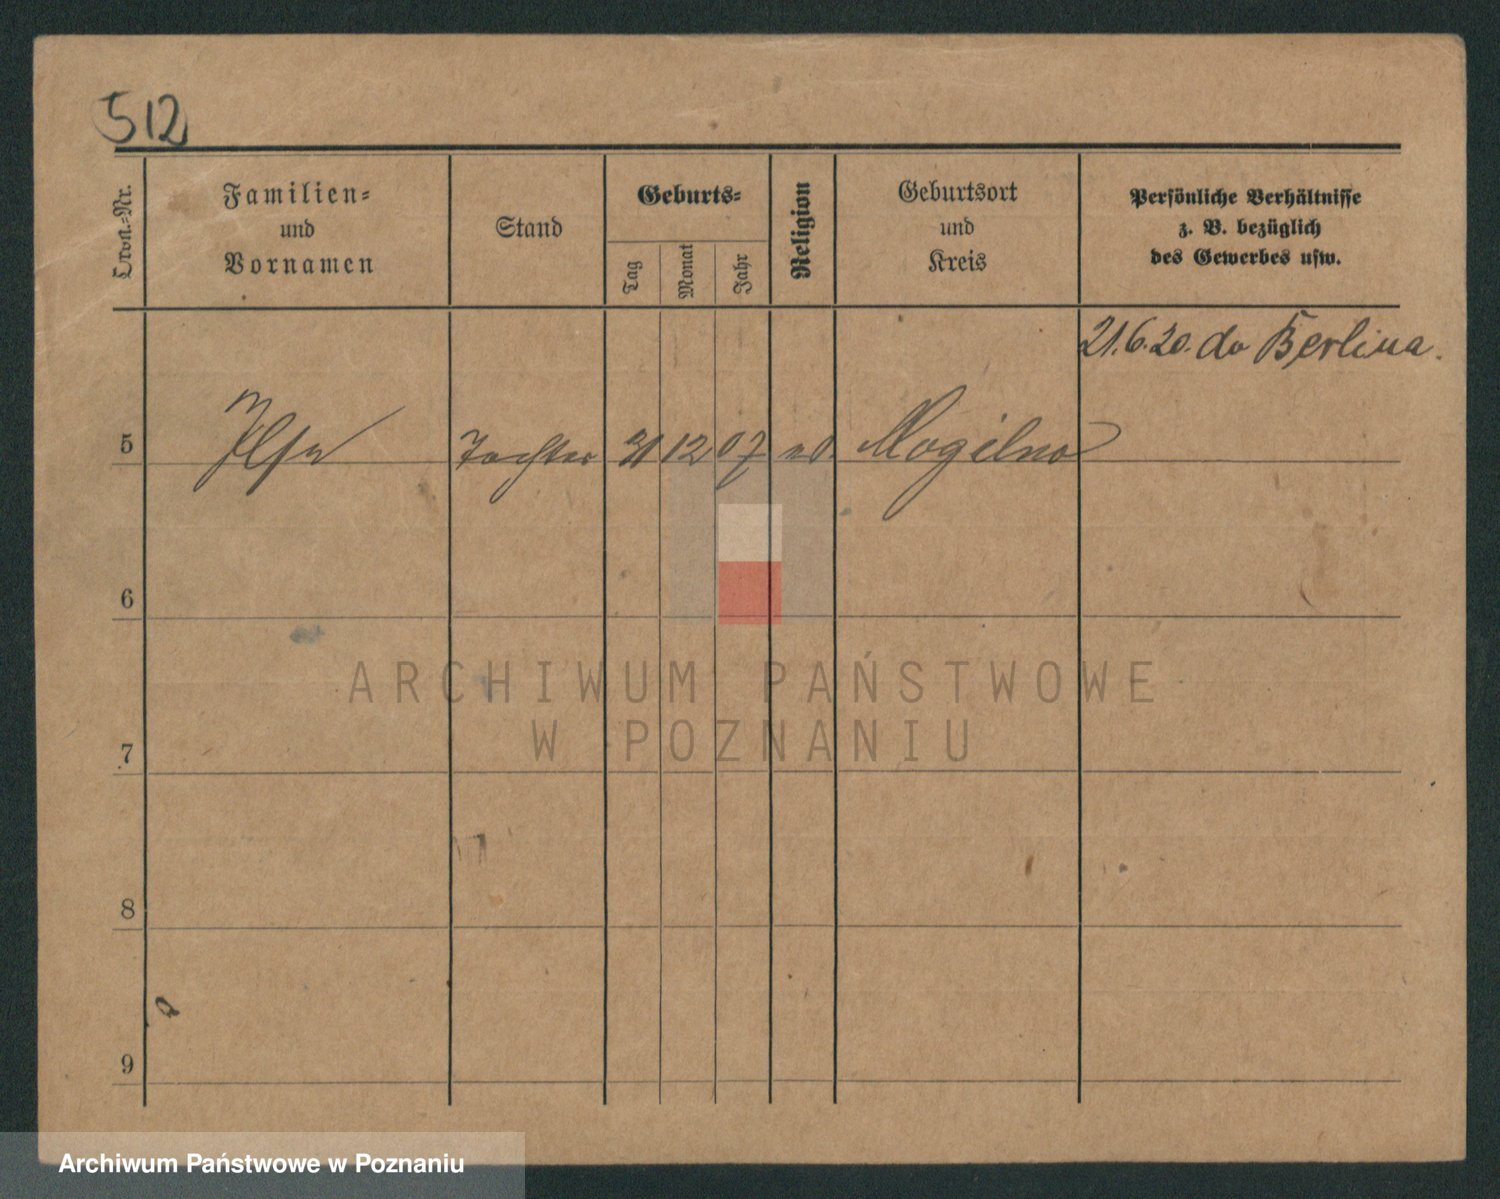 512
Lrvn.-Nr.
Familien-
und
Vornamen
Stand
Geburts-
Tag
Monat
Jahr
Religion
Geburtsort
und
Kreis
Persönliche Verhältnisse
z. B. bezüglich
des Gewerbes usw.
21.6.20. do Berlina.
5 Ilse Tochter 31 12 07 Mogilno
6
7
8
9
ARCHIWUM PAŃSTWOWE
W POZNANIU
Archiwum Państwowe w Poznaniu